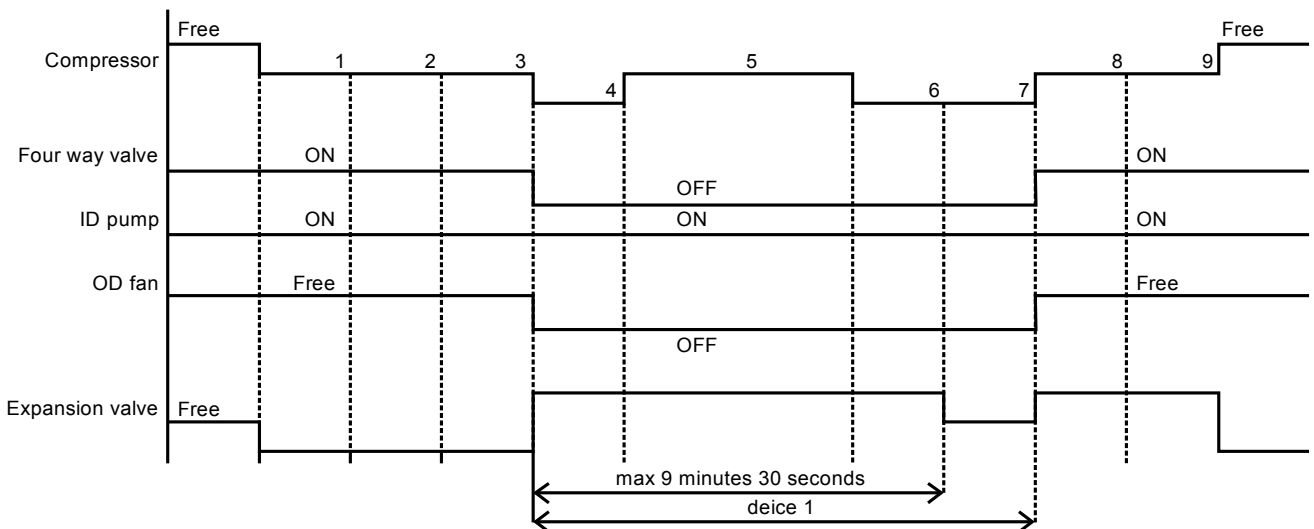 Free Free
Compressor 1 2 3 4 5 6 7 8 9
Four way valve ON OFF ON
ID pump ON ON ON
OD fan Free OFF Free
Expansion valve Free
max 9 minutes 30 seconds
deice 1